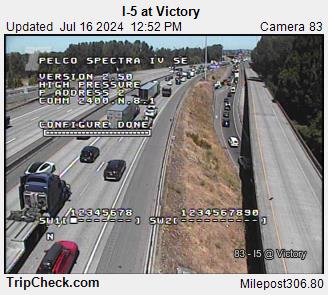 I-5 at Victory
Updated Jul 16 2024 12:52 PM Camera 83
PELCO SPECTRA IV SE
VERSION 2.50
HIGH PRESSURE
P ADDRESS 2
COMM 2400,N,8,1
CONFIGURE DONE
12345678 1234567890
SW1[ ] SW2[ ]
N
83 - I5 @ Victory
TripCheck.com Milepost306.80